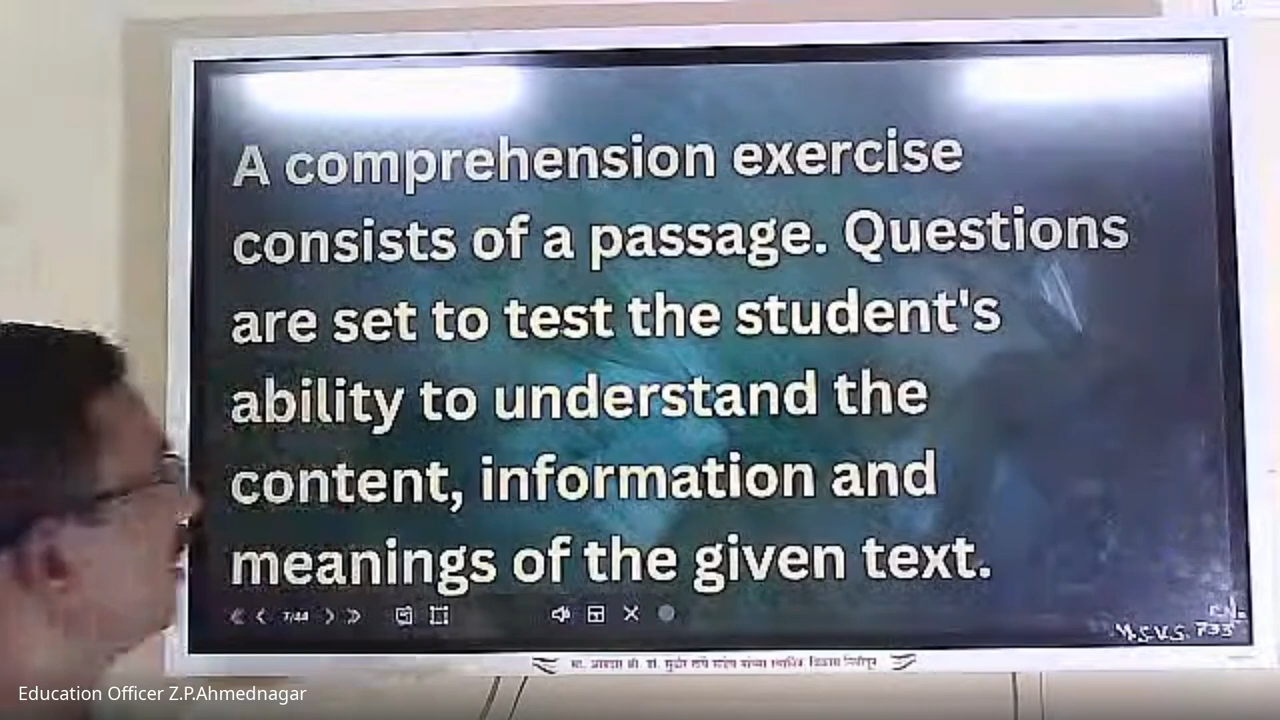 A comprehension exercise
consists of a passage. Questions
are set to test the student's
ability to understand the
content, information and
meanings of the given text.
7/44
Education Officer Z.P.Ahmednagar